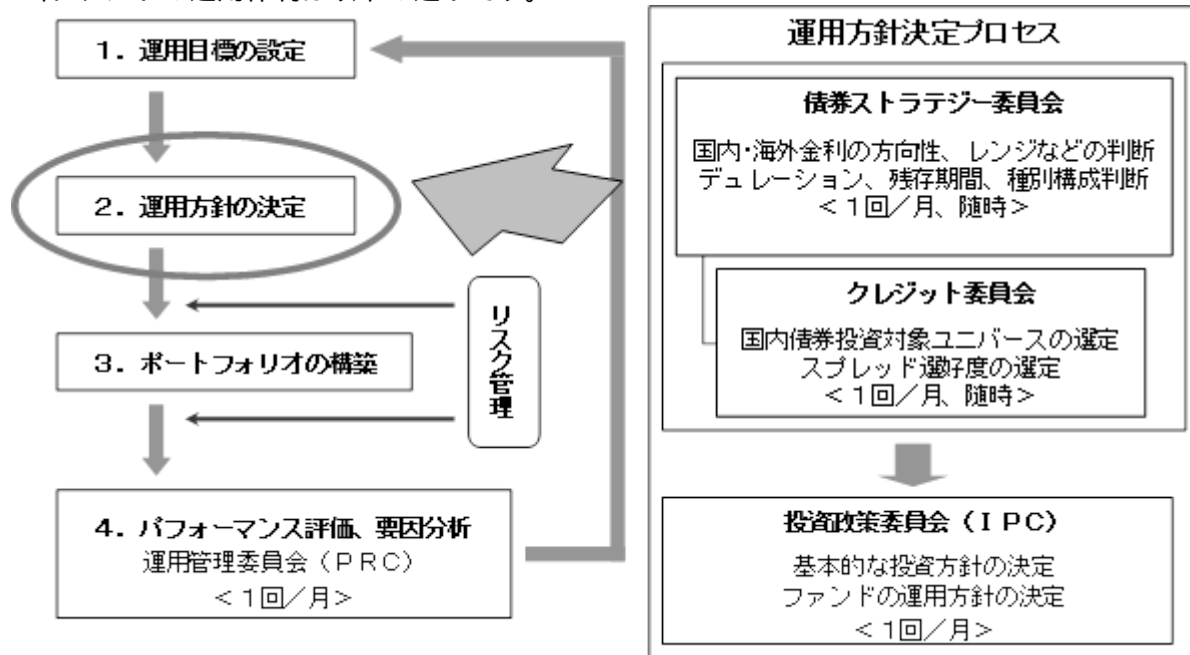 1．運用目標の設定
2．運用方針の決定
3．ポートフォリオの構築
リスク管理
4．パフォーマンス評価、要因分析
運用管理委員会（ＰＲＣ）
＜1回／月＞
運用方針決定プロセス
債券ストラテジー委員会
国内・海外金利の方向性、レンジなどの判断
デュレーション、残存期間、種別構成判断
＜1回／月、随時＞
クレジット委員会
国内債券投資対象ユニバースの選定
スプレッド選好度の選定
＜1回／月、随時＞
投資政策委員会（ＩＰＣ）
基本的な投資方針の決定
ファンドの運用方針の決定
＜1回／月＞